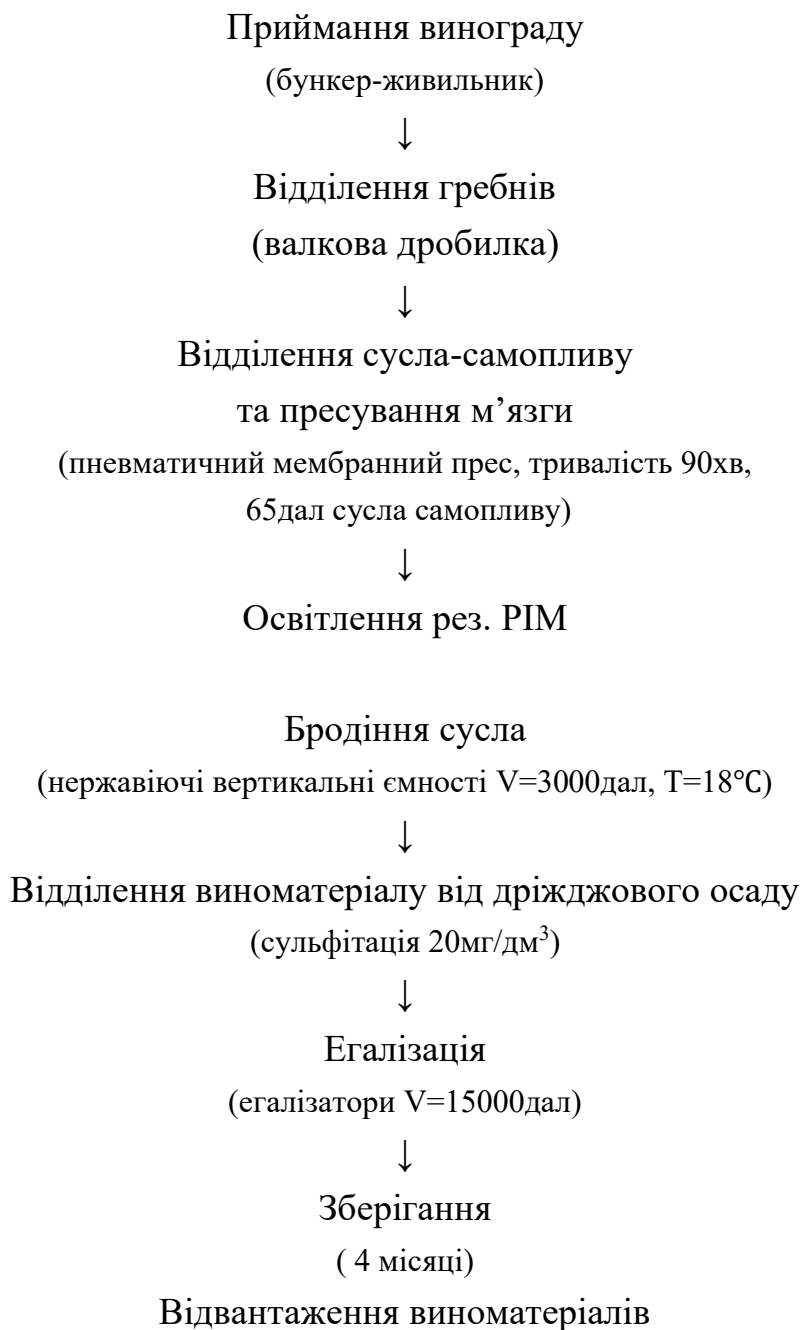 Приймання винограду
(бункер-живильник)
↓
Відділення гребнів
(валкова дробилка)
↓
Відділення сусла-самопливу
та пресування м’язги
(пневматичний мембранний прес, тривалість 90хв,
65дал сусла самопливу)
↓
Освітлення рез. РІМ
Бродіння сусла
(нержавіючі вертикальні ємності V=3000дал, Т=18℃)
↓
Відділення виноматеріалу від дріжджового осаду
(сульфітація 20мг/дм³)
↓
Егалізація
(егалізатори V=15000дал)
↓
Зберігання
( 4 місяці)
Відвантаження виноматеріалів